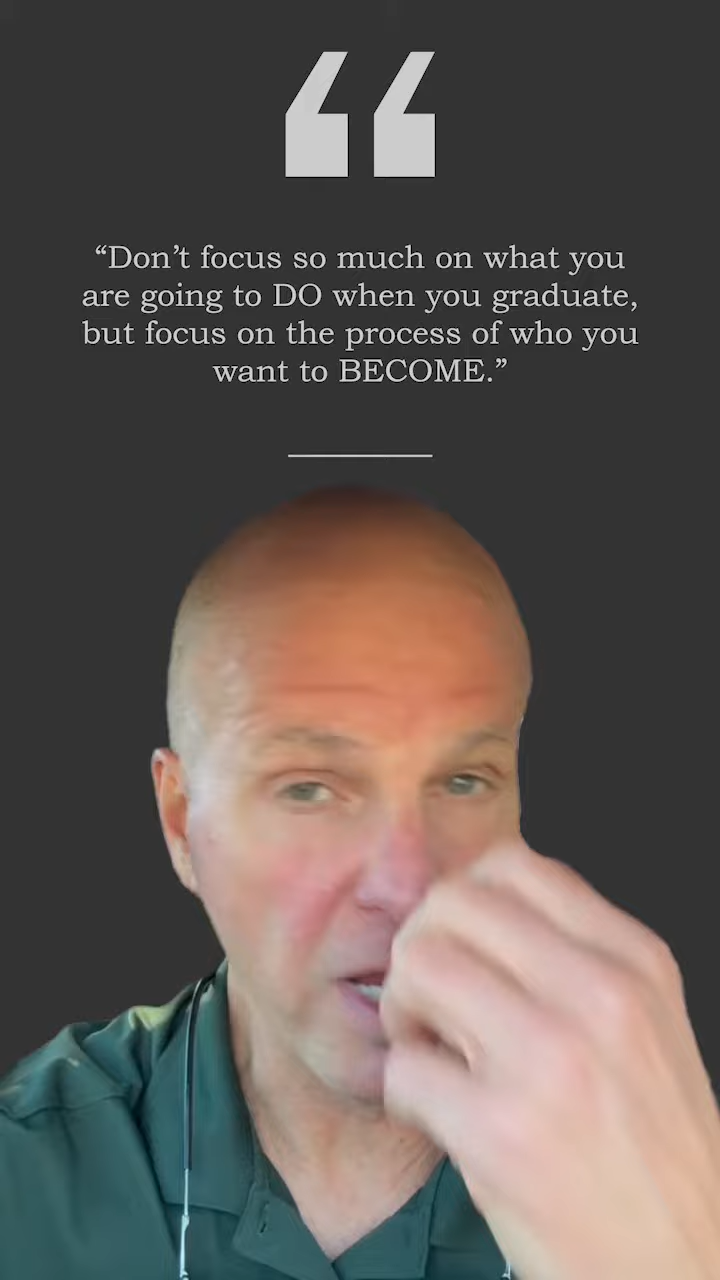 “Don’t focus so much on what you
are going to DO when you graduate,
but focus on the process of who you
want to BECOME.”